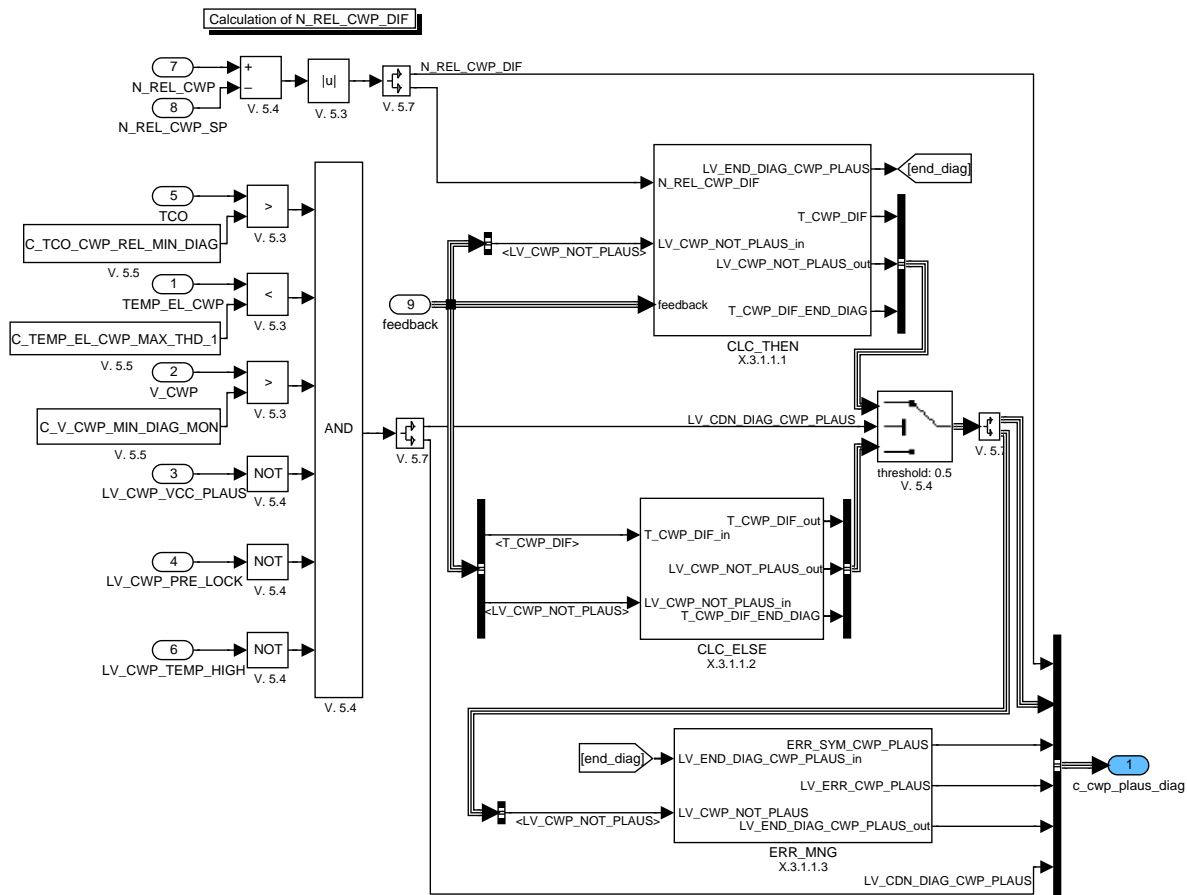 Calculation of N_REL_CWP_DIF
7
N_REL_CWP
8
N_REL_CWP_SP
+
–
V. 5.4
|u|
V. 5.3
V. 5.7
N_REL_CWP_DIF
5
TCO
C_TCO_CWP_REL_MIN_DIAG
V. 5.5
>
V. 5.3
1
TEMP_EL_CWP
C_TEMP_EL_CWP_MAX_THD_1
V. 5.5
<
V. 5.3
2
V_CWP
C_V_CWP_MIN_DIAG_MON
V. 5.5
>
V. 5.3
3
LV_CWP_VCC_PLAUS
NOT
V. 5.4
4
LV_CWP_PRE_LOCK
NOT
V. 5.4
6
LV_CWP_TEMP_HIGH
NOT
V. 5.4
AND
V. 5.4
V. 5.7
9
feedback
<LV_CWP_NOT_PLAUS>
N_REL_CWP_DIF
LV_CWP_NOT_PLAUS_in
feedback
LV_END_DIAG_CWP_PLAUS
T_CWP_DIF
LV_CWP_NOT_PLAUS_out
T_CWP_DIF_END_DIAG
CLC_THEN
X.3.1.1.1
[end_diag]
LV_CDN_DIAG_CWP_PLAUS
threshold: 0.5
V. 5.4
V. 5.7
<T_CWP_DIF>
<LV_CWP_NOT_PLAUS>
T_CWP_DIF_in
LV_CWP_NOT_PLAUS_in
T_CWP_DIF_out
LV_CWP_NOT_PLAUS_out
T_CWP_DIF_END_DIAG
CLC_ELSE
X.3.1.1.2
[end_diag]
<LV_CWP_NOT_PLAUS>
LV_END_DIAG_CWP_PLAUS_in
LV_CWP_NOT_PLAUS
ERR_SYM_CWP_PLAUS
LV_ERR_CWP_PLAUS
LV_END_DIAG_CWP_PLAUS_out
ERR_MNG
X.3.1.1.3
LV_CDN_DIAG_CWP_PLAUS
1
c_cwp_plaus_diag